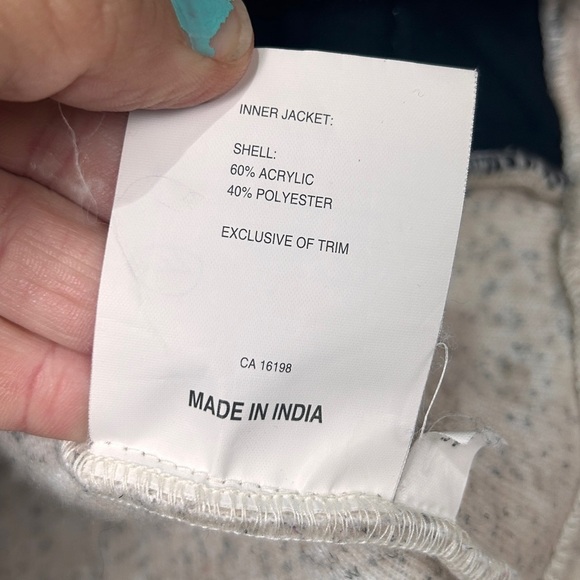 INNER JACKET:
SHELL:
60% ACRYLIC
40% POLYESTER
EXCLUSIVE OF TRIM
CA 16198
MADE IN INDIA